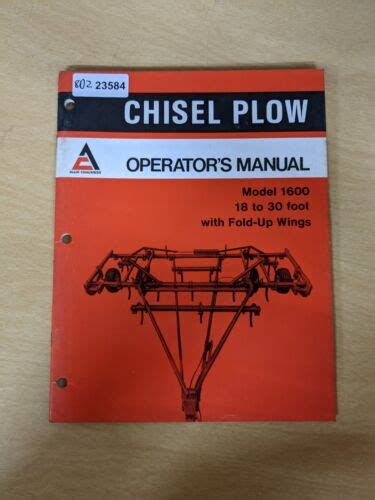 802 23584
CHISEL PLOW
ALLIS-CHALMERS
OPERATOR'S MANUAL
Model 1600
18 to 30 foot
with Fold-Up Wings